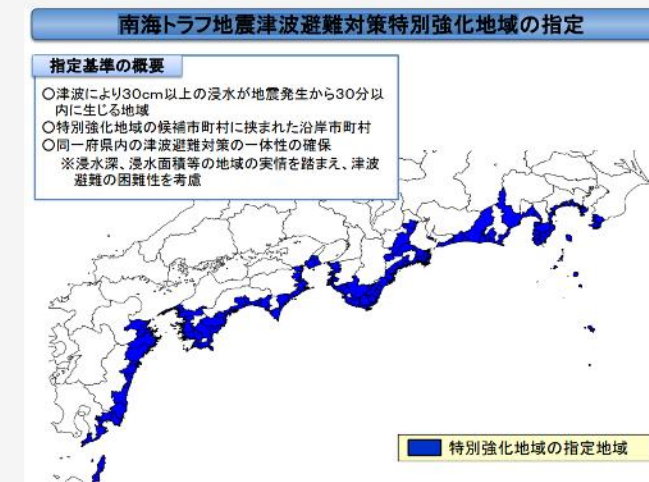 南海トラフ地震津波避難対策特別強化地域の指定
指定基準の概要
○津波により30cm以上の浸水が地震発生から30分以
内に生じる地域
○特別強化地域の候補市町村に挟まれた沿岸市町村
○同一府県内の津波避難対策の一体性の確保
※浸水深、浸水面積等の地域の実情を踏まえ、津波
避難の困難性を考慮
特別強化地域の指定地域